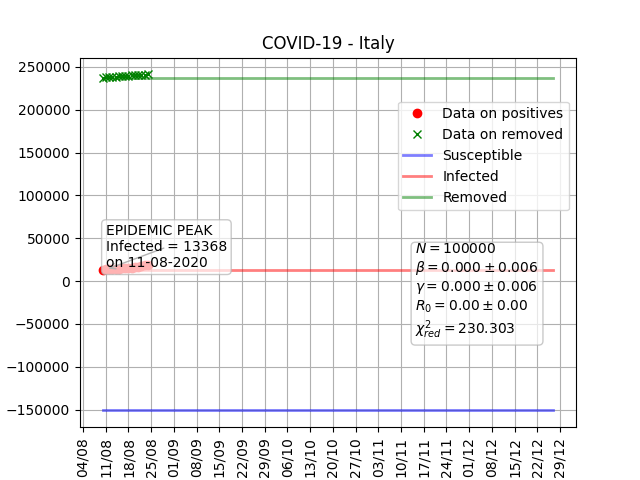 COVID-19 - Italy
250000
200000
150000
100000
50000
0
−50000
−100000
−150000
Data on positives
Data on removed
Susceptible
Infected
Removed
EPIDEMIC PEAK
Infected = 13368
on 11-08-2020
N = 100000
β = 0.000 ± 0.006
γ = 0.000 ± 0.006
R₀ = 0.00 ± 0.00
χ²red = 230.303
04/08
11/08
18/08
25/08
01/09
08/09
15/09
22/09
29/09
06/10
13/10
20/10
27/10
03/11
10/11
17/11
24/11
01/12
08/12
15/12
22/12
29/12